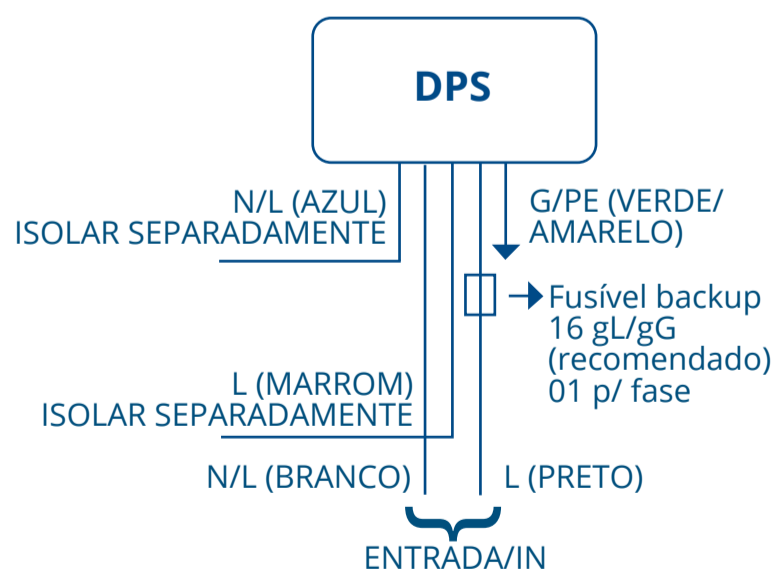 DPS
N/L (AZUL)
ISOLAR SEPARADAMENTE
G/PE (VERDE/
AMARELO)
Fusível backup
16 gL/gG
(recomendado)
01 p/ fase
L (MARROM)
ISOLAR SEPARADAMENTE
N/L (BRANCO)
L (PRETO)
ENTRADA/IN